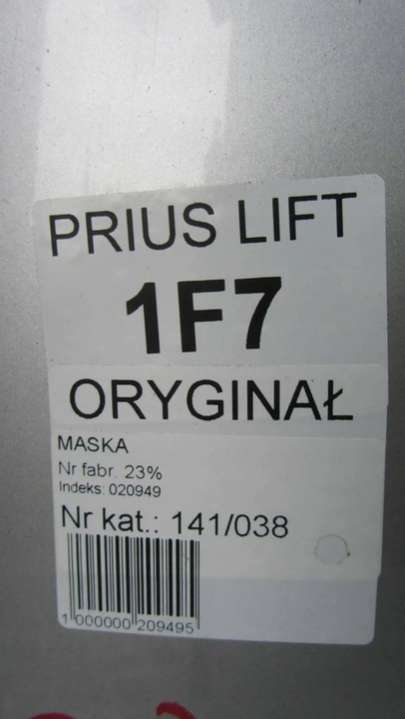 PRIUS LIFT
1F7
ORYGINAŁ
MASKA
Nr fabr. 23%
Indeks: 020949
Nr kat.: 141/038
1 000000 209495